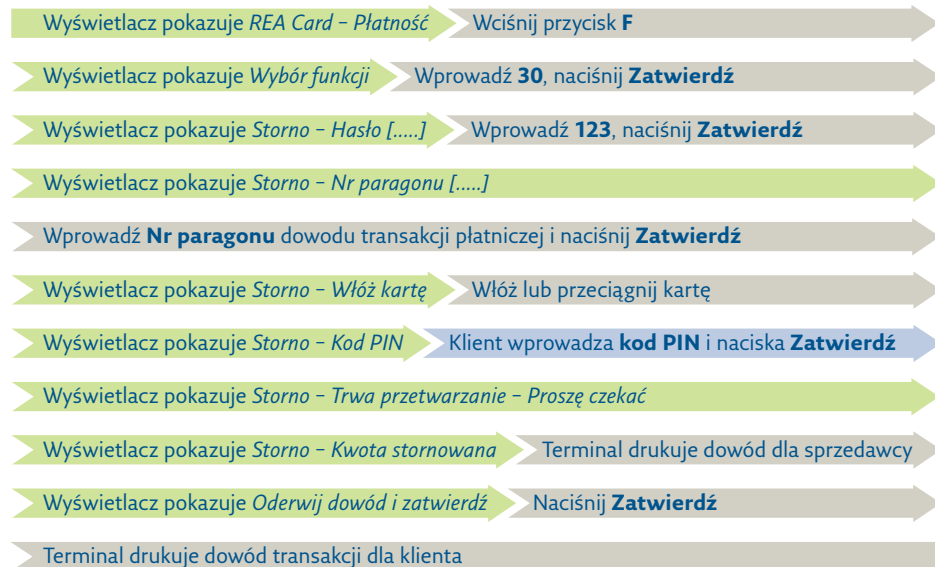 Wyświetlacz pokazuje REA Card – Płatność Wciśnij przycisk F
Wyświetlacz pokazuje Wybór funkcji Wprowadź 30, naciśnij Zatwierdź
Wyświetlacz pokazuje Storno – Hasło [.....] Wprowadź 123, naciśnij Zatwierdź
Wyświetlacz pokazuje Storno – Nr paragonu [.....]
Wprowadź Nr paragonu dowodu transakcji płatniczej i naciśnij Zatwierdź
Wyświetlacz pokazuje Storno – Włóż kartę Włóż lub przeciągnij kartę
Wyświetlacz pokazuje Storno – Kod PIN Klient wprowadza kod PIN i naciska Zatwierdź
Wyświetlacz pokazuje Storno – Trwa przetwarzanie – Proszę czekać
Wyświetlacz pokazuje Storno – Kwota stornowana Terminal drukuje dowód dla sprzedawcy
Wyświetlacz pokazuje Oderwij dowód i zatwierdź Naciśnij Zatwierdź
Terminal drukuje dowód transakcji dla klienta